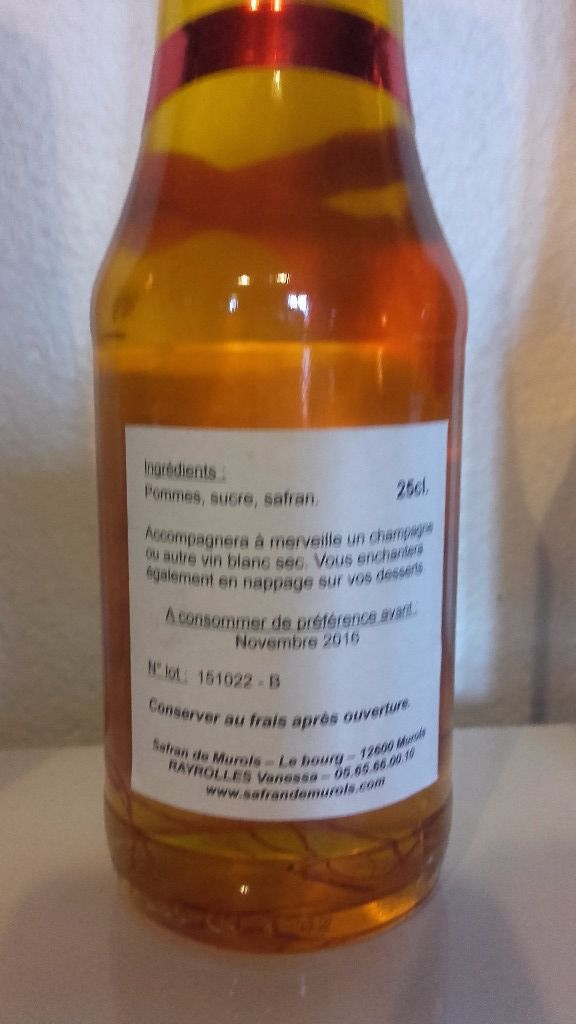 Ingrédients :
Pommes, sucre, safran. 25cl.
Accompagnera à merveille un champagne
ou autre vin blanc sec. Vous enchantera
également en nappage sur vos desserts.
A consommer de préférence avant :
Novembre 2016
N° lot : 151022 - B
Conserver au frais après ouverture.
Safran de Murols – Le bourg – 12600 Murols
RAYROLLES Vanessa – 05.65.66.00.10
www.safrandemurols.com